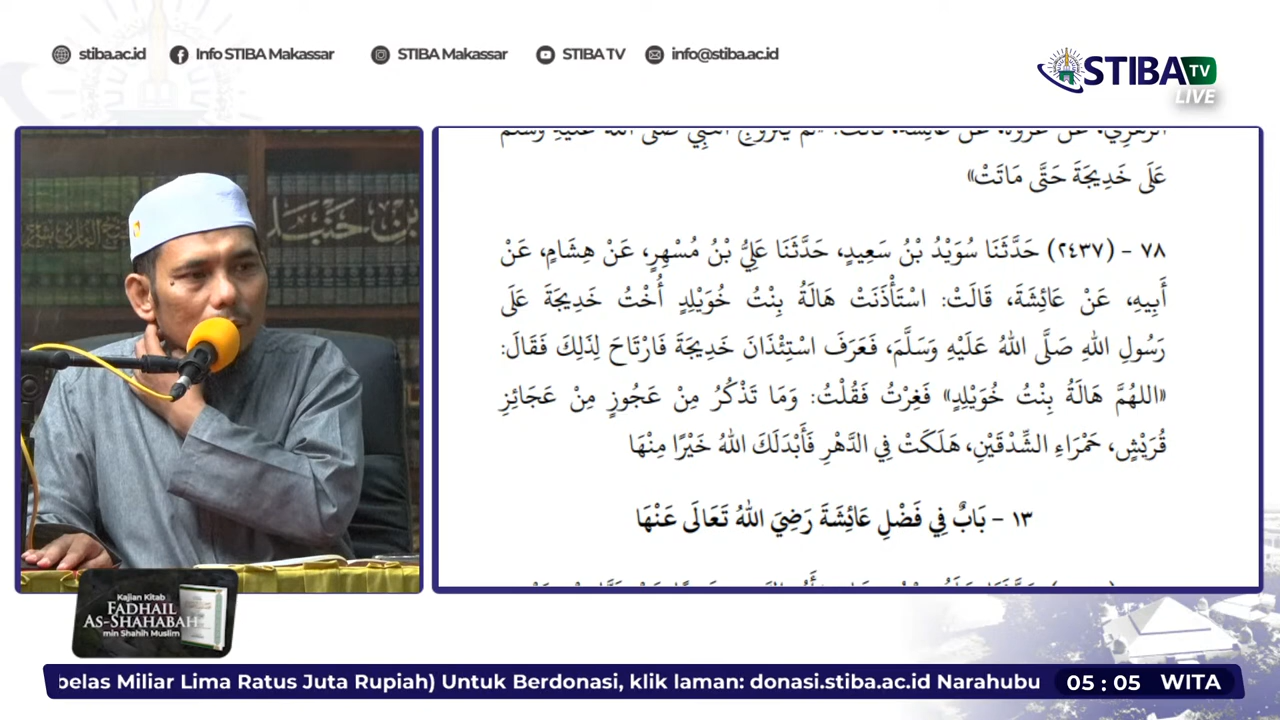 stiba.ac.id
Info STIBA Makassar
STIBA Makassar
STIBA TV
info@stiba.ac.id
STIBA TV
LIVE
بن حنبل
عَلَى خَدِيجَةَ حَتَّى مَاتَتْ»
٧٨ - (٢٤٣٧) حَدَّثَنَا سُوَيْدُ بْنُ سَعِيدٍ، حَدَّثَنَا عَلِيُّ بْنُ مُسْهِرٍ، عَنْ هِشَامٍ، عَنْ
أَبِيهِ، عَنْ عَائِشَةَ، قَالَتْ: اسْتَأْذَنَتْ هَالَةُ بِنْتُ خُوَيْلِدٍ أُخْتُ خَدِيجَةَ عَلَى
رَسُولِ اللهِ صَلَّى اللهُ عَلَيْهِ وَسَلَّمَ، فَعَرَفَ اسْتِئْذَانَ خَدِيجَةَ فَارْتَاحَ لِذَلِكَ فَقَالَ:
«اللهُمَّ هَالَةُ بِنْتُ خُوَيْلِدٍ» فَغِرْتُ فَقُلْتُ: وَمَا تَذْكُرُ مِنْ عَجُوزٍ مِنْ عَجَائِزِ
قُرَيْشٍ، حَمْرَاءِ الشِّدْقَيْنِ، هَلَكَتْ فِي الدَّهْرِ فَأَبْدَلَكَ اللهُ خَيْرًا مِنْهَا
١٣ - بَابٌ فِي فَضْلِ عَائِشَةَ رَضِيَ اللهُ تَعَالَى عَنْهَا
Kajian Kitab
FADHAIL
AS-SHAHABAH
min Shahih Muslim
belas Miliar Lima Ratus Juta Rupiah) Untuk Berdonasi, klik laman: donasi.stiba.ac.id Narahubu
05 : 05 WITA